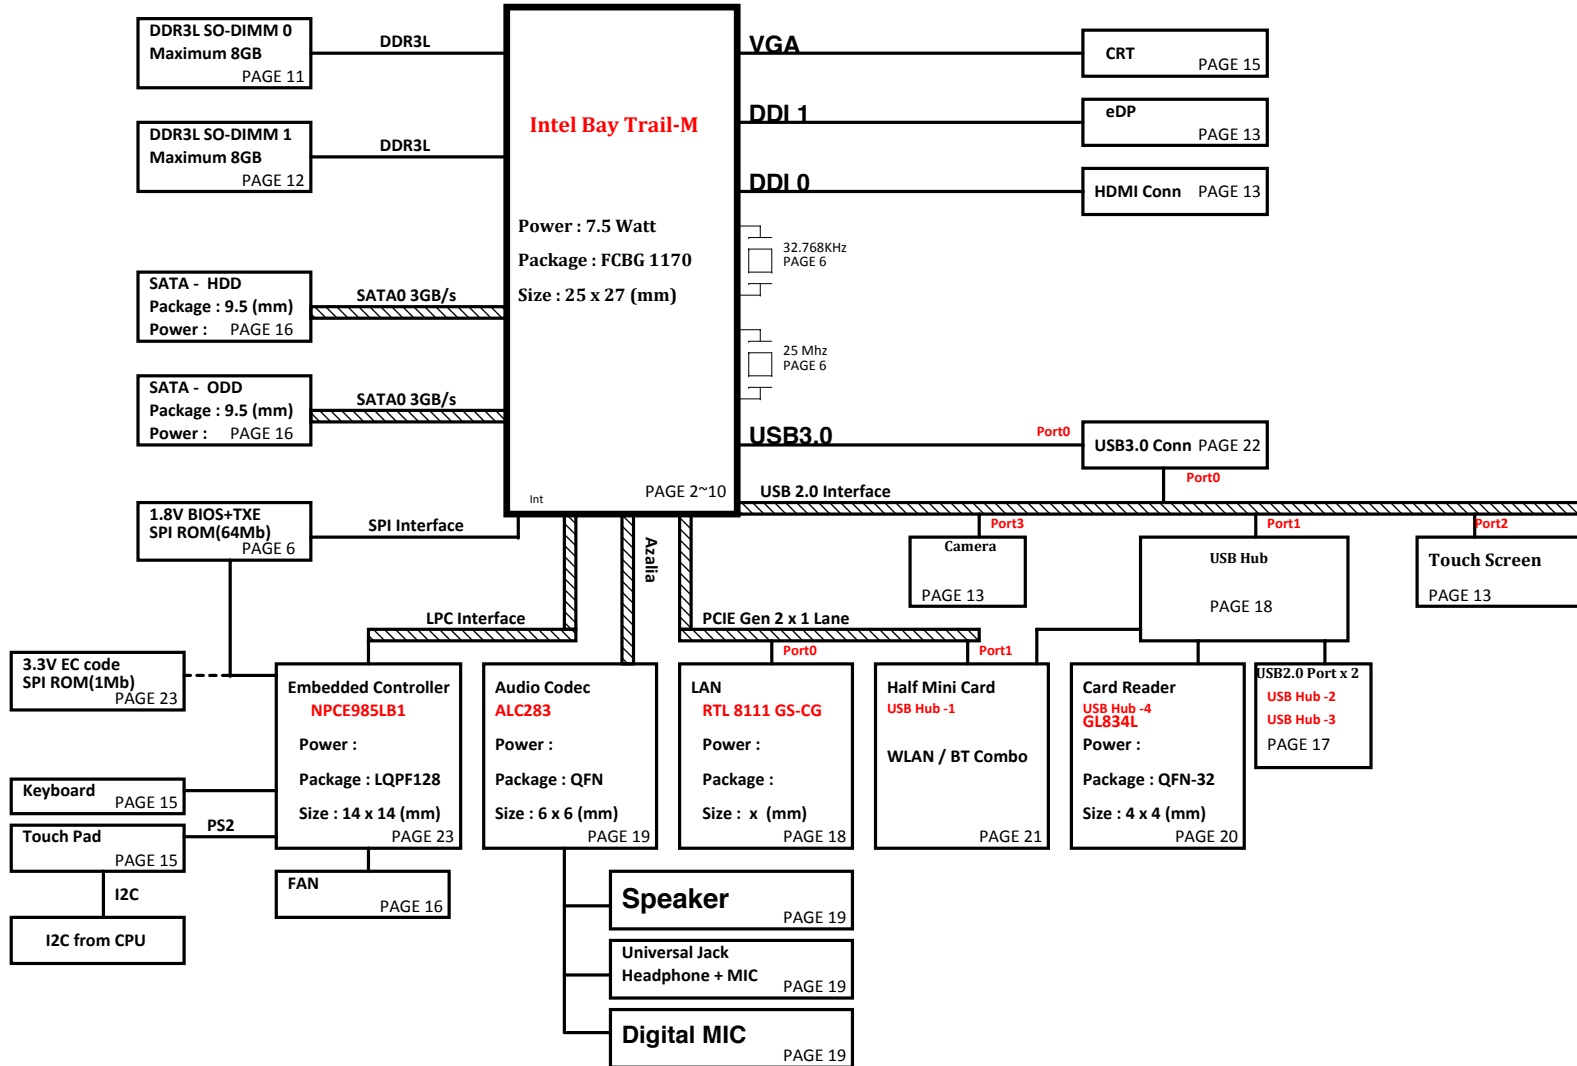 DDR3L SO-DIMM 0
Maximum 8GB
PAGE 11
DDR3L
DDR3L SO-DIMM 1
Maximum 8GB
PAGE 12
DDR3L
SATA - HDD
Package : 9.5 (mm)
Power : PAGE 16
SATA0 3GB/s
SATA - ODD
Package : 9.5 (mm)
Power : PAGE 16
SATA0 3GB/s
1.8V BIOS+TXE
SPI ROM(64Mb)
PAGE 6
SPI Interface
Intel Bay Trail-M
Power : 7.5 Watt
Package : FCBG 1170
Size : 25 x 27 (mm)
PAGE 2~10
Int
VGA
CRT
PAGE 15
DDI 1
eDP
PAGE 13
DDI 0
HDMI Conn PAGE 13
32.768KHz
PAGE 6
25 Mhz
PAGE 6
USB3.0
Port0
USB3.0 Conn PAGE 22
Port0
USB 2.0 Interface
Port3
Camera
PAGE 13
Port1
USB Hub
PAGE 18
Port2
Touch Screen
PAGE 13
Azalia
LPC Interface
PCIE Gen 2 x 1 Lane
Port0
Port1
3.3V EC code
SPI ROM(1Mb)
PAGE 23
Embedded Controller
NPCE985LB1
Power :
Package : LQPF128
Size : 14 x 14 (mm)
PAGE 23
Audio Codec
ALC283
Power :
Package : QFN
Size : 6 x 6 (mm)
PAGE 19
LAN
RTL 8111 GS-CG
Power :
Package :
Size : x (mm)
PAGE 18
Half Mini Card
USB Hub -1
WLAN / BT Combo
PAGE 21
Card Reader
USB Hub -4
GL834L
Power :
Package : QFN-32
Size : 4 x 4 (mm)
PAGE 20
USB2.0 Port x 2
USB Hub -2
USB Hub -3
PAGE 17
Keyboard
PAGE 15
Touch Pad
PAGE 15
PS2
I2C
I2C from CPU
FAN
PAGE 16
Speaker
PAGE 19
Universal Jack
Headphone + MIC
PAGE 19
Digital MIC
PAGE 19